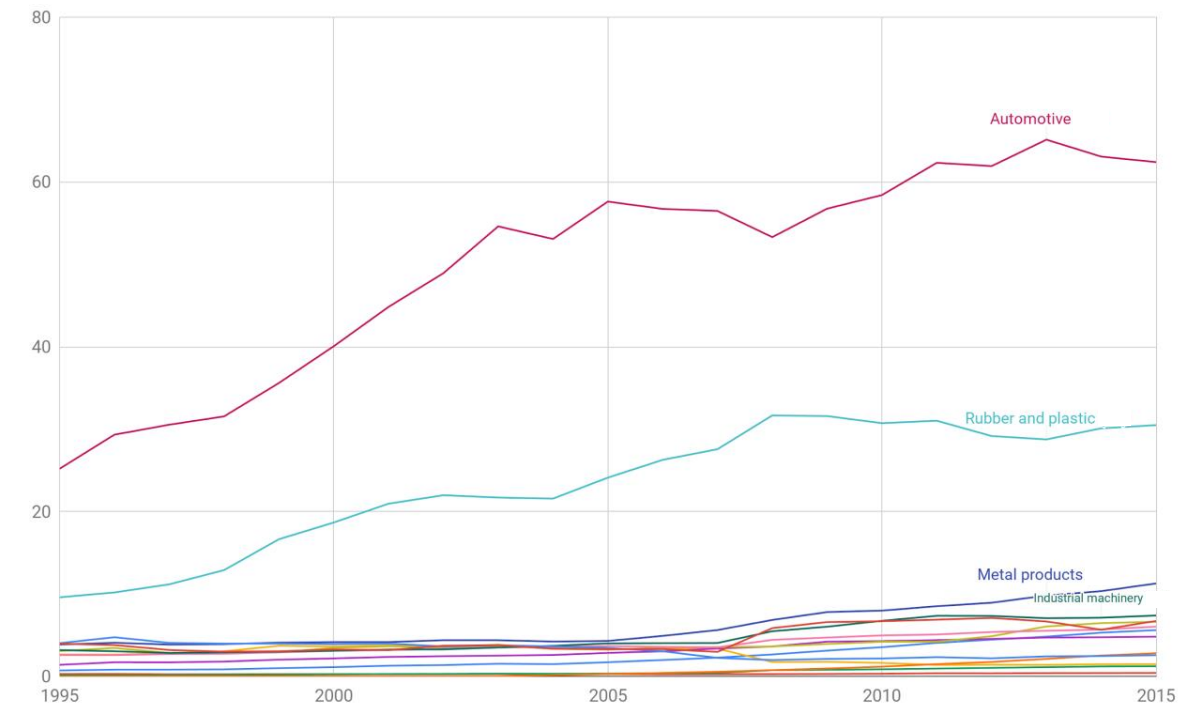 80
Automotive
60
Rubber and plastic
40
20
Metal products
Industrial machinery
0
1995 2000 2005 2010 2015